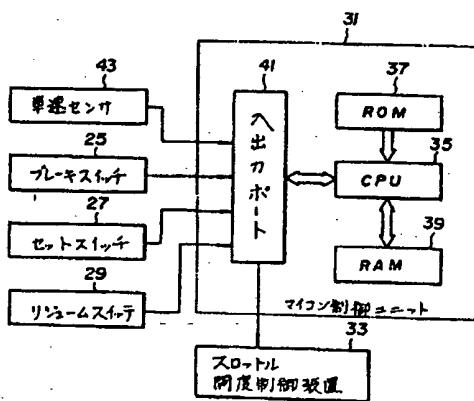 31
43
車速センサ
25
ブレーキスイッチ
27
セットスイッチ
29
リジュームスイッチ
41
入出力ポート
37
ROM
35
CPU
39
RAM
マイコン制御ユニット
33
スロットル
開度制御装置